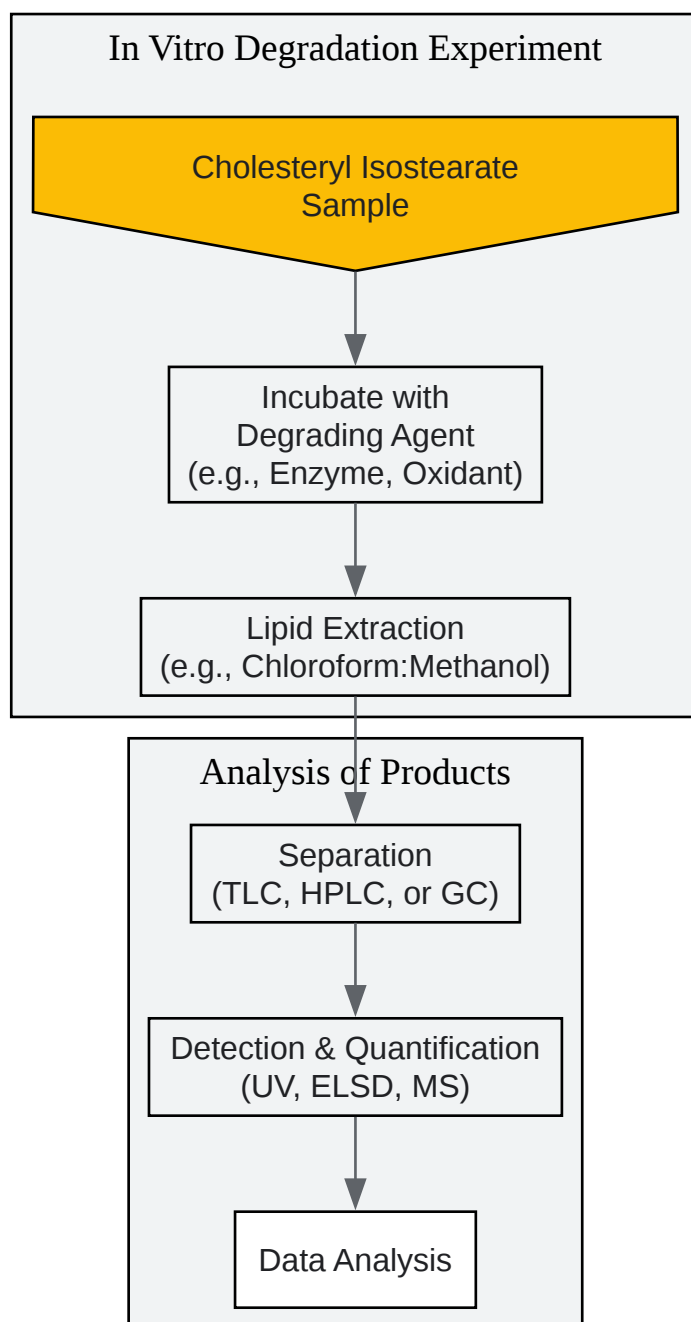 In Vitro Degradation Experiment
Cholesteryl Isostearate
Sample
Incubate with
Degrading Agent
(e.g., Enzyme, Oxidant)
Lipid Extraction
(e.g., Chloroform:Methanol)
Analysis of Products
Separation
(TLC, HPLC, or GC)
Detection & Quantification
(UV, ELSD, MS)
Data Analysis